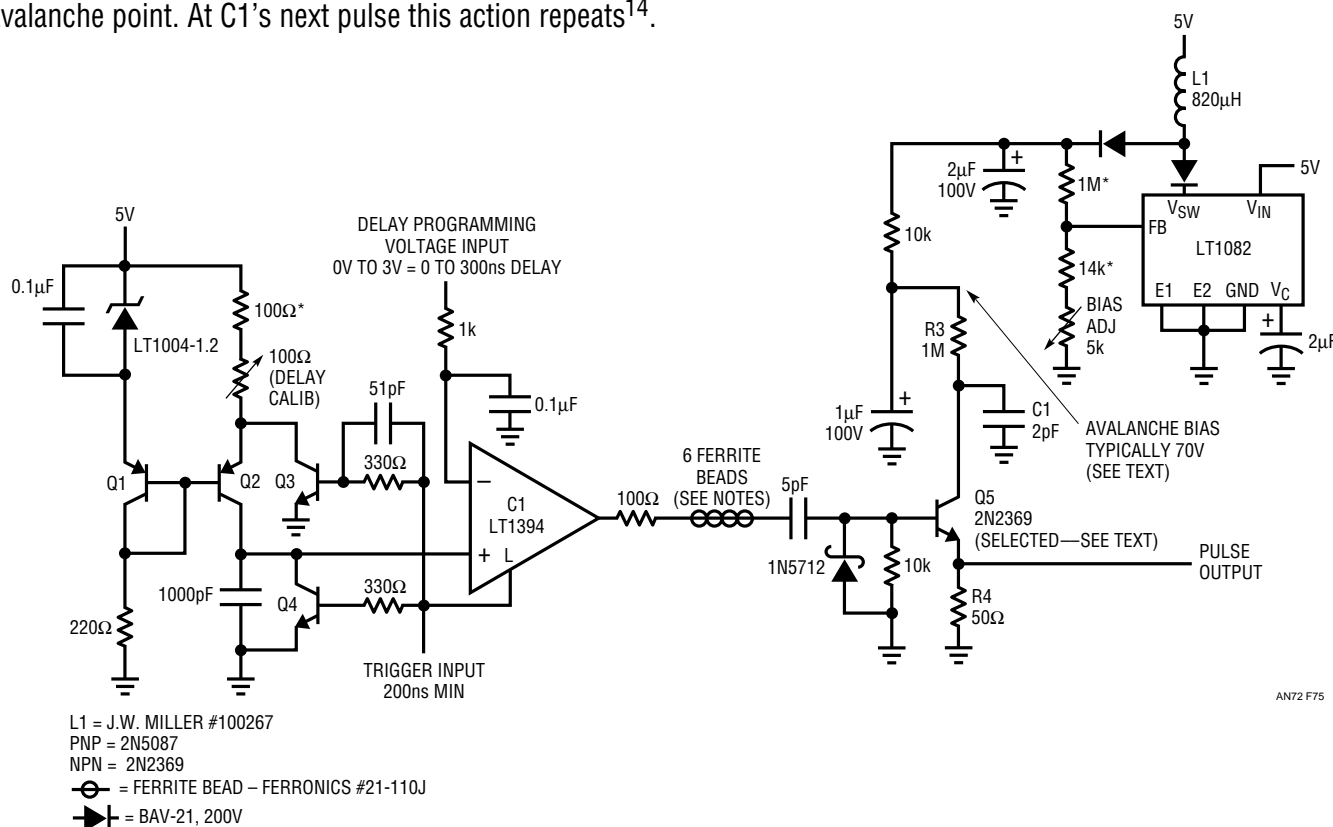 valanche point. At C1's next pulse this action repeats14.
5V
L1
820µH
2µF
100V
+
1M*
5V
VSW
VIN
FB
LT1082
10k
14k*
E1
E2
GND
VC
BIAS
ADJ
5k
+
2µF
5V
DELAY PROGRAMMING
VOLTAGE INPUT
0V TO 3V = 0 TO 300ns DELAY
0.1µF
100Ω*
LT1004-1.2
100Ω
(DELAY
CALIB)
1k
R3
1M
51pF
0.1µF
1µF
100V
+
C1
2pF
AVALANCHE BIAS
TYPICALLY 70V
(SEE TEXT)
Q1
Q2
Q3
330Ω
–
C1
LT1394
+
L
100Ω
6 FERRITE
BEADS
(SEE NOTES)
5pF
Q5
2N2369
(SELECTED—SEE TEXT)
1N5712
10k
PULSE
OUTPUT
1000pF
Q4
330Ω
R4
50Ω
220Ω
TRIGGER INPUT
200ns MIN
AN72 F75
L1 = J.W. MILLER #100267
PNP = 2N5087
NPN = 2N2369
= FERRITE BEAD – FERRONICS #21-110J
= BAV-21, 200V